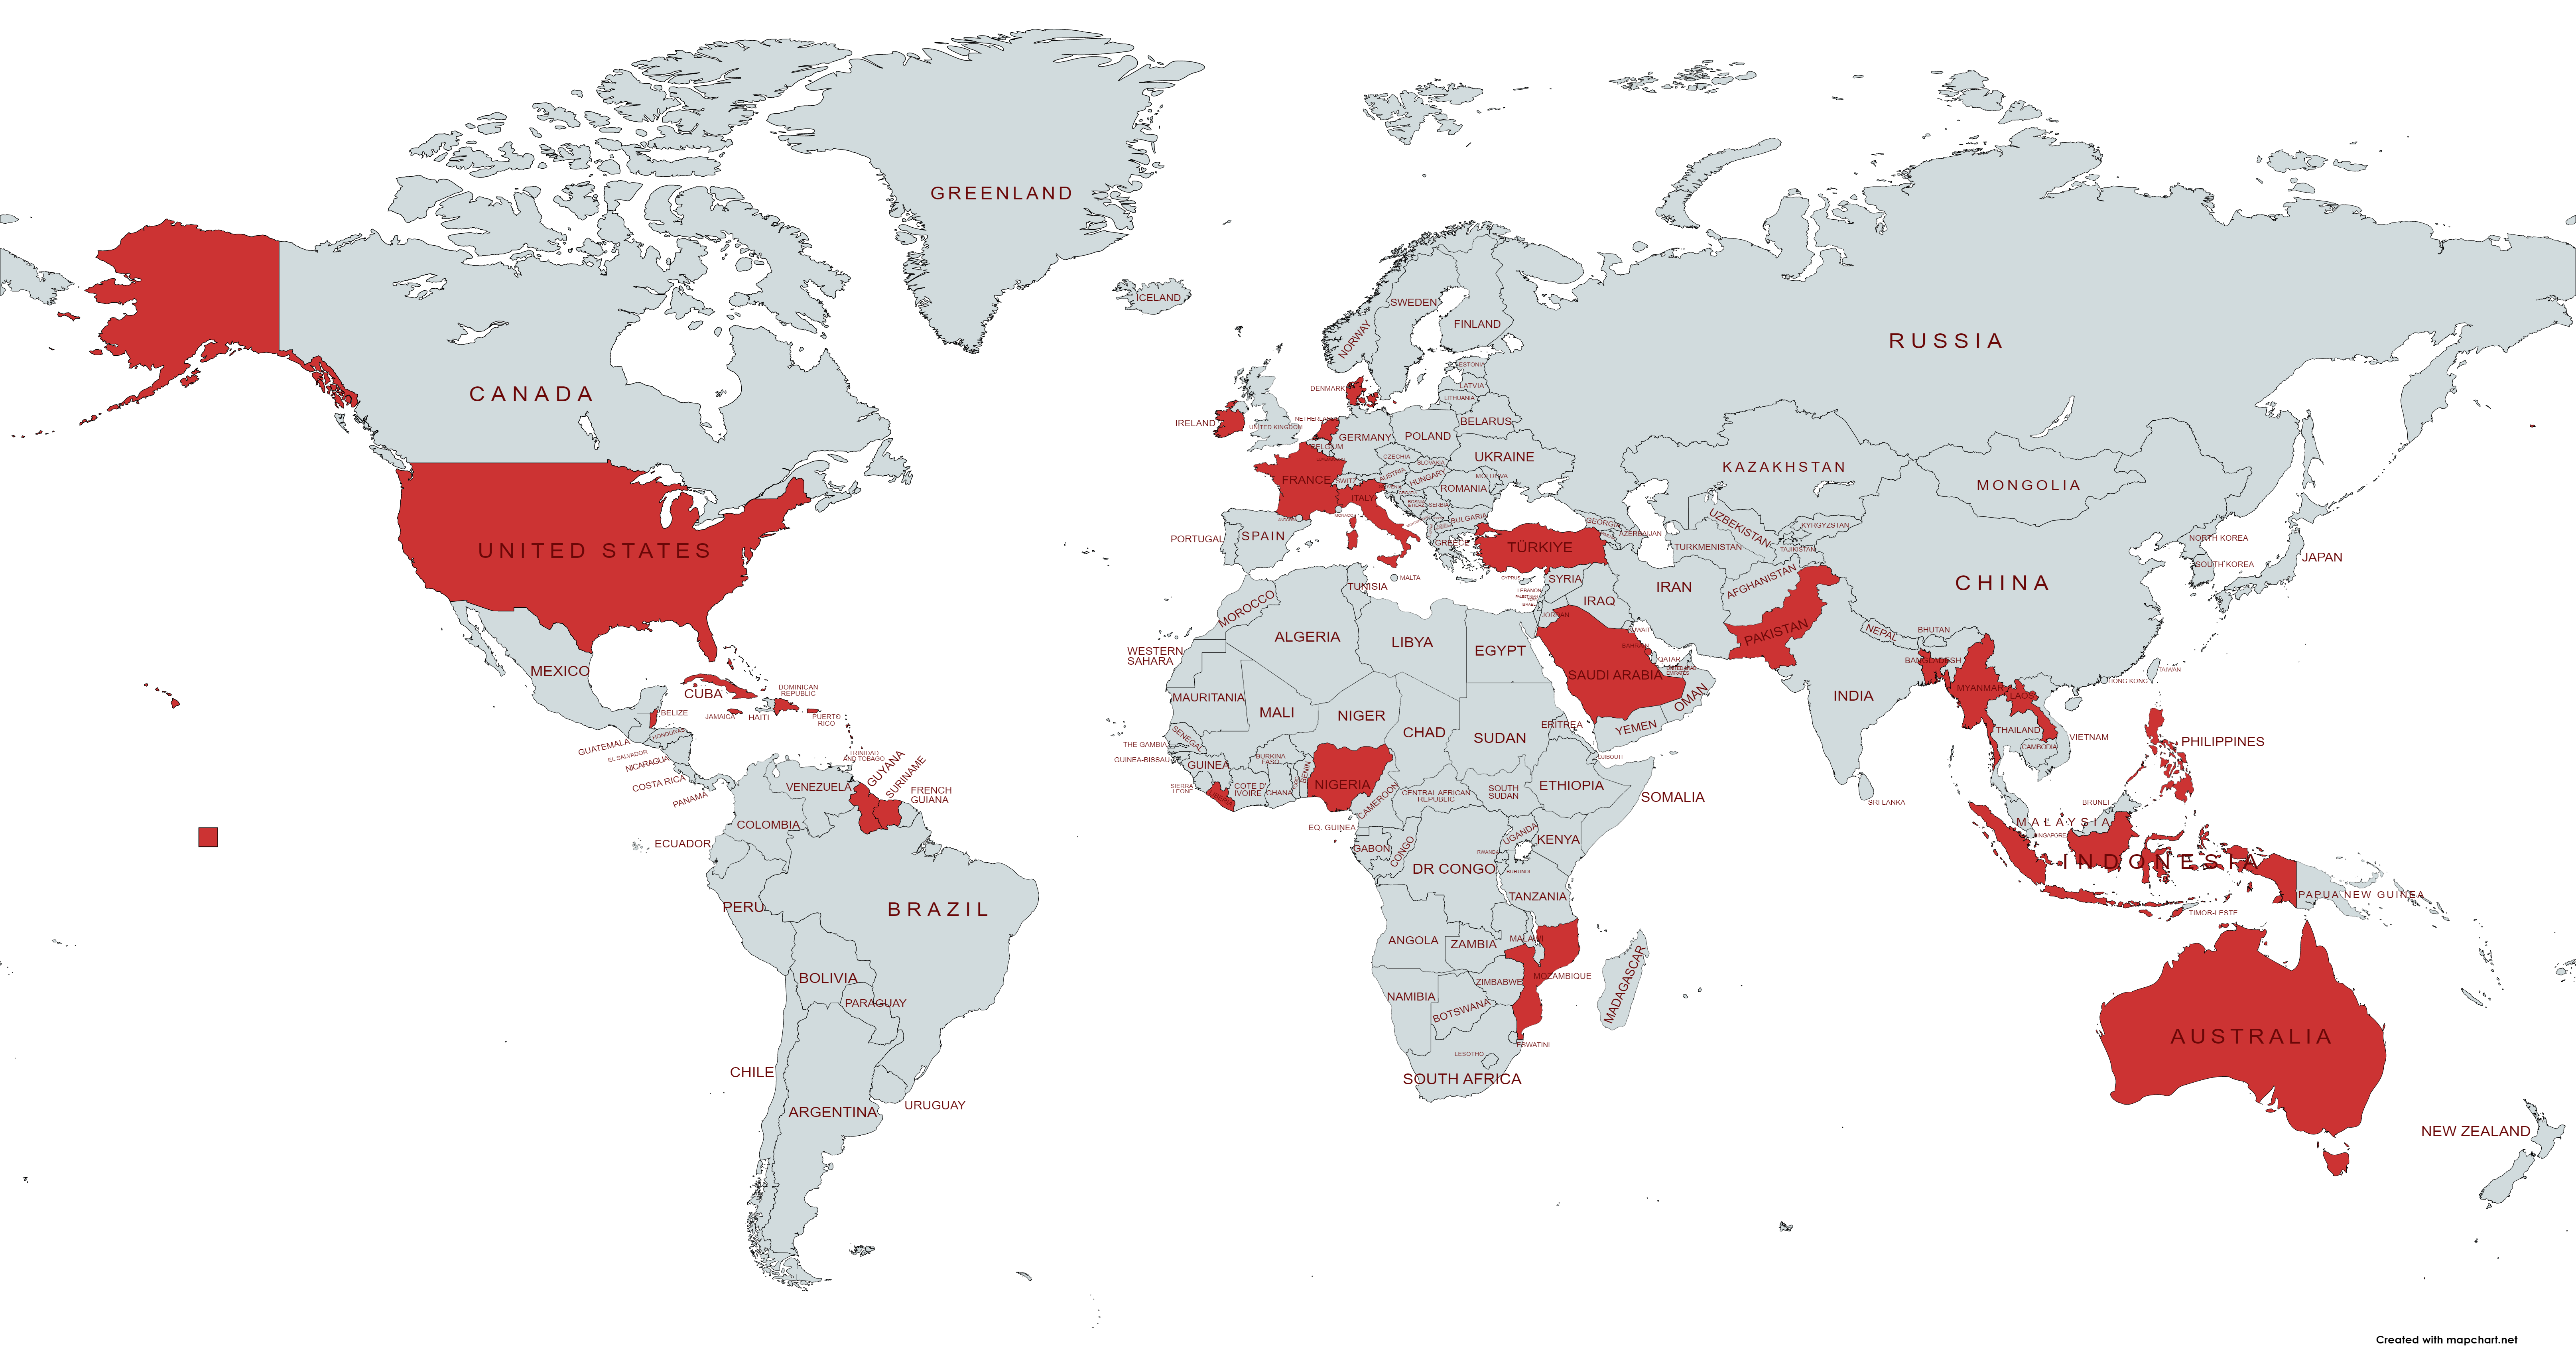 GREENLAND
ICELAND
RUSSIA
SWEDEN
NORWAY
FINLAND
ESTONIA
LATVIA
LITHUANIA
DENMARK
CANADA
IRELAND
UNITED KINGDOM
NETHERLANDS
BELGIUM
GERMANY
POLAND
BELARUS
UKRAINE
CZECHIA
SLOVAKIA
AUSTRIA
HUNGARY
MOLDOVA
ROMANIA
FRANCE
SWITZ
ITALY
SERBIA
BULGARIA
MONACO
ANDORRA
KAZAKHSTAN
MONGOLIA
UNITED STATES
PORTUGAL
SPAIN
GREECE
TÜRKIYE
GEORGIA
AZERBAIJAN
UZBEKISTAN
KYRGYZSTAN
TURKMENISTAN
TAJIKISTAN
NORTH KOREA
SOUTH KOREA
JAPAN
CHINA
MALTA
TUNISIA
CYPRUS
SYRIA
LEBANON
ISRAEL
JORDAN
IRAQ
IRAN
AFGHANISTAN
PAKISTAN
KUWAIT
BAHRAIN
QATAR
UNITED ARAB
EMIRATES
SAUDI ARABIA
OMAN
YEMEN
NEPAL
BHUTAN
BANGLADESH
INDIA
MYANMAR
LAOS
THAILAND
CAMBODIA
VIETNAM
HONG KONG
TAIWAN
PHILIPPINES
SRI LANKA
BRUNEI
MALAYSIA
SINGAPORE
INDONESIA
TIMOR-LESTE
PAPUA NEW GUINEA
AUSTRALIA
NEW ZEALAND
MOROCCO
WESTERN
SAHARA
ALGERIA
LIBYA
EGYPT
MAURITANIA
MALI
NIGER
CHAD
SUDAN
ERITREA
DJIBOUTI
SENEGAL
THE GAMBIA
GUINEA-BISSAU
GUINEA
SIERRA
LEONE
LIBERIA
COTE D'
IVOIRE
BURKINA
FASO
GHANA
TOGO
BENIN
NIGERIA
CAMEROON
CENTRAL AFRICAN
REPUBLIC
SOUTH
SUDAN
ETHIOPIA
SOMALIA
EQ. GUINEA
GABON
CONGO
DR CONGO
UGANDA
KENYA
RWANDA
BURUNDI
TANZANIA
ANGOLA
ZAMBIA
MALAWI
MOZAMBIQUE
ZIMBABWE
NAMIBIA
BOTSWANA
MADAGASCAR
ESWATINI
LESOTHO
SOUTH AFRICA
MEXICO
CUBA
BELIZE
JAMAICA
HAITI
DOMINICAN
REPUBLIC
PUERTO
RICO
GUATEMALA
HONDURAS
EL SALVADOR
NICARAGUA
COSTA RICA
PANAMA
TRINIDAD
AND TOBAGO
VENEZUELA
GUYANA
SURINAME
FRENCH
GUIANA
COLOMBIA
ECUADOR
PERU
BRAZIL
BOLIVIA
PARAGUAY
CHILE
ARGENTINA
URUGUAY
Created with mapchart.net